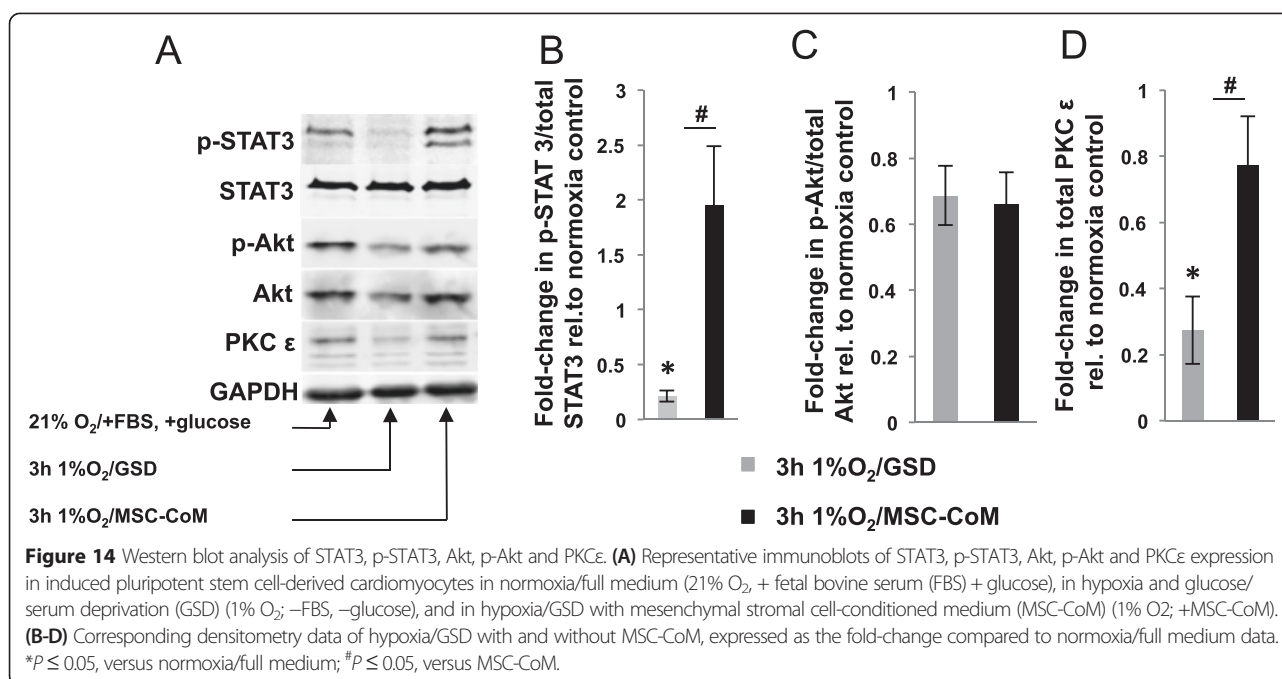 A
p-STAT3
STAT3
p-Akt
Akt
PKC ε
GAPDH
21% O₂/+FBS, +glucose
3h 1%O₂/GSD
3h 1%O₂/MSC-CoM
B
Fold-change in p-STAT 3/total
STAT3 rel.to normoxia control
3
2.5
2
1.5
1
0.5
0
*
#
C
Fold-change in p-Akt/total
Akt rel. to normoxia control
1
0.8
0.6
0.4
0.2
0
D
Fold-change in total PKC ε
rel. to normoxia control
1
0.8
0.6
0.4
0.2
0
*
#
3h 1%O₂/GSD
3h 1%O₂/MSC-CoM
Figure 14 Western blot analysis of STAT3, p-STAT3, Akt, p-Akt and PKCε. (A) Representative immunoblots of STAT3, p-STAT3, Akt, p-Akt and PKCε expression
in induced pluripotent stem cell-derived cardiomyocytes in normoxia/full medium (21% O₂, + fetal bovine serum (FBS) + glucose), in hypoxia and glucose/
serum deprivation (GSD) (1% O₂; −FBS, −glucose), and in hypoxia/GSD with mesenchymal stromal cell-conditioned medium (MSC-CoM) (1% O2; +MSC-CoM).
(B-D) Corresponding densitometry data of hypoxia/GSD with and without MSC-CoM, expressed as the fold-change compared to normoxia/full medium data.
*P ≤ 0.05, versus normoxia/full medium; #P ≤ 0.05, versus MSC-CoM.